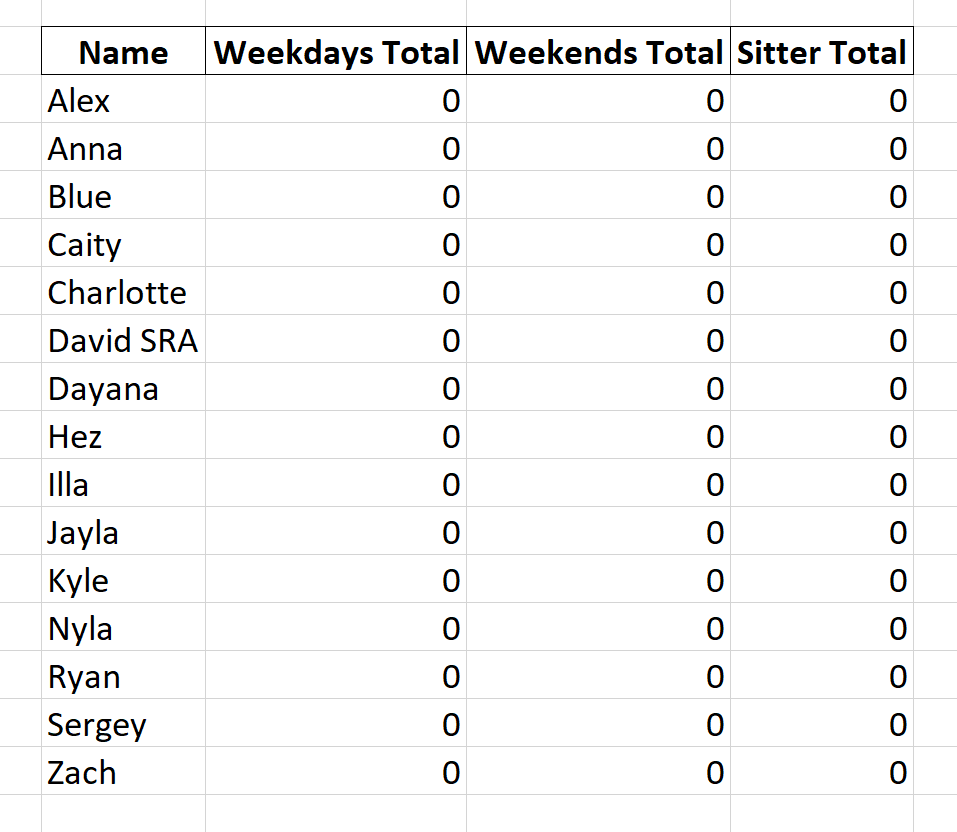 Name Weekdays Total Weekends Total Sitter Total
Alex 0 0 0
Anna 0 0 0
Blue 0 0 0
Caity 0 0 0
Charlotte 0 0 0
David SRA 0 0 0
Dayana 0 0 0
Hez 0 0 0
Illa 0 0 0
Jayla 0 0 0
Kyle 0 0 0
Nyla 0 0 0
Ryan 0 0 0
Sergey 0 0 0
Zach 0 0 0